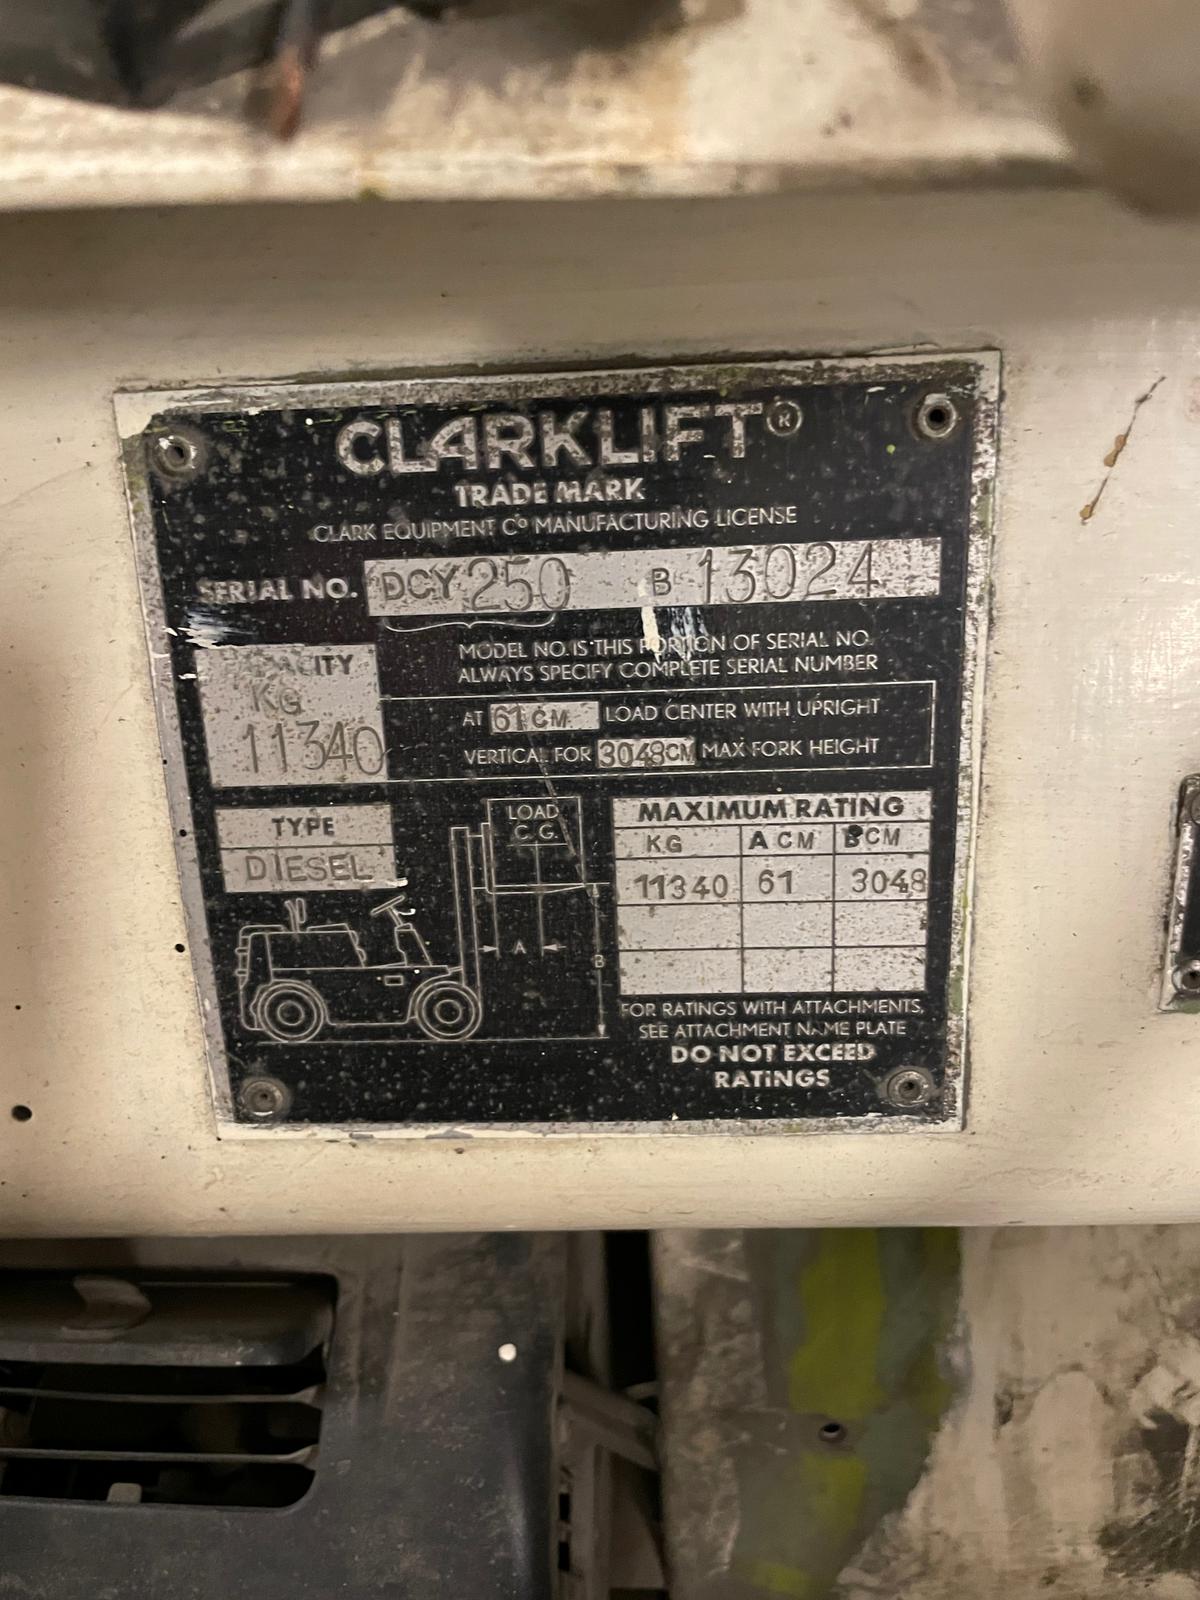 CLARKLIFT®
TRADE MARK
CLARK EQUIPMENT Cº MANUFACTURING LICENSE
SERIAL NO. DCY 250 B 13024
MODEL NO. IS THIS PORTION OF SERIAL NO.
ALWAYS SPECIFY COMPLETE SERIAL NUMBER
CAPACITY
KG
11340
AT 61 CM LOAD CENTER WITH UPRIGHT
VERTICAL FOR 3048CM MAX FORK HEIGHT
TYPE
DIESEL
LOAD
C.G.
A
B
MAXIMUM RATING
KG A CM B CM
11340 61 3048
FOR RATINGS WITH ATTACHMENTS,
SEE ATTACHMENT NAME PLATE
DO NOT EXCEED
RATINGS